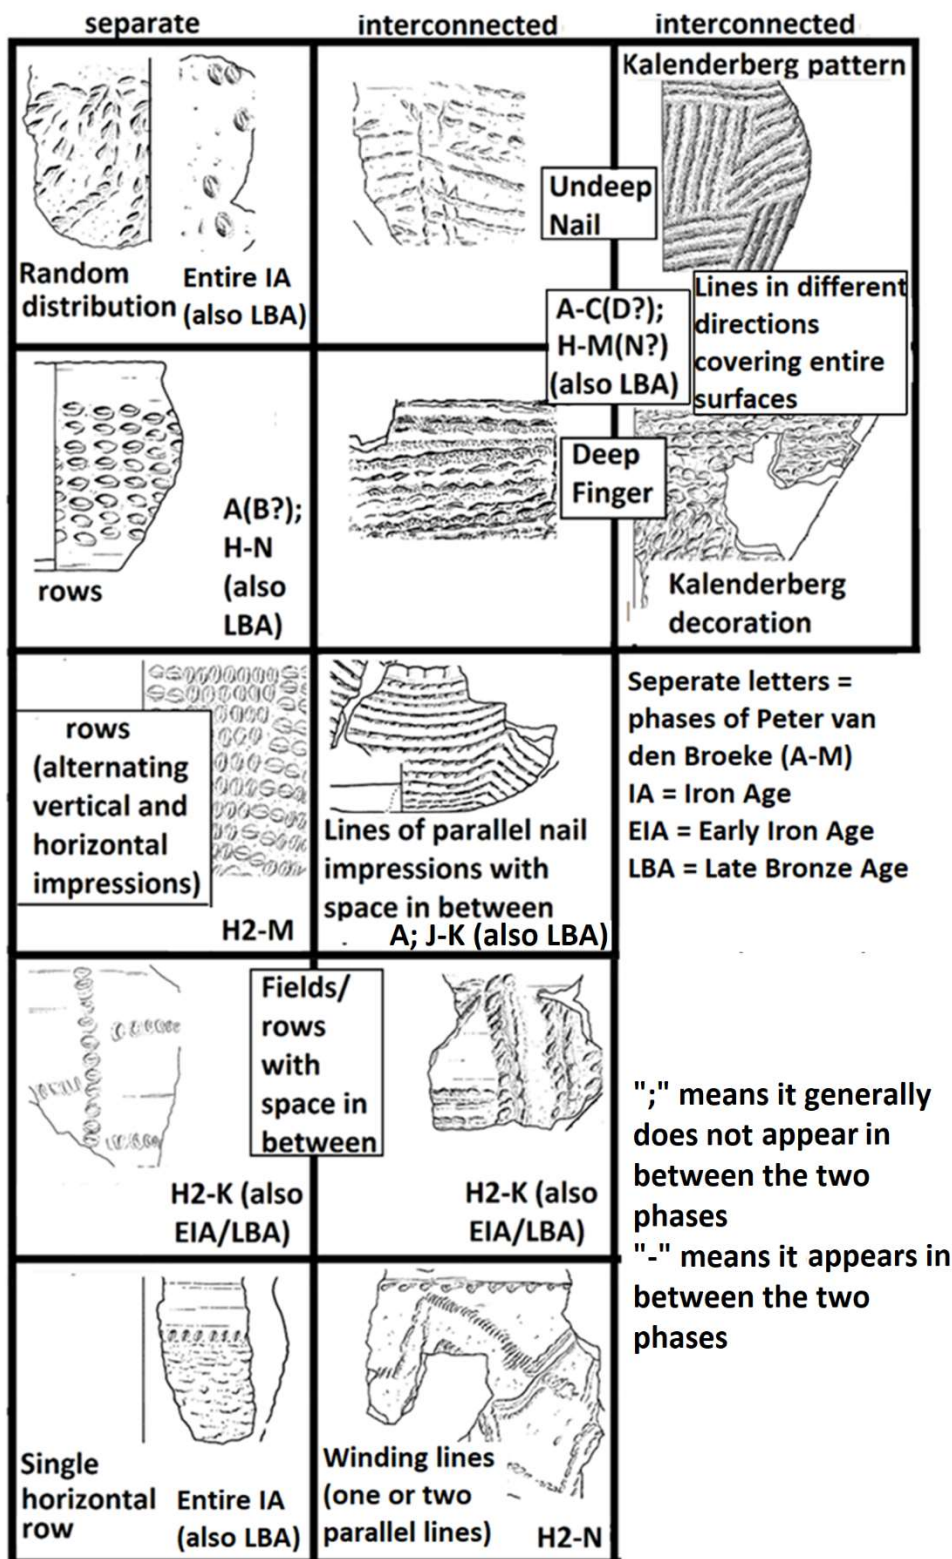 separate
interconnected
interconnected
Random
distribution
Entire IA
(also LBA)
Undeep
Nail
Kalenderberg pattern
A-C(D?);
H-M(N?)
(also LBA)
Lines in different
directions
covering entire
surfaces
rows
A(B?);
H-N
(also
LBA)
Deep
Finger
Kalenderberg
decoration
rows
(alternating
vertical and
horizontal
impressions)
H2-M
Lines of parallel nail
impressions with
space in between
A; J-K (also LBA)
Seperate letters =
phases of Peter van
den Broeke (A-M)
IA = Iron Age
EIA = Early Iron Age
LBA = Late Bronze Age
Fields/
rows
with
space in
between
H2-K (also
EIA/LBA)
H2-K (also
EIA/LBA)
";" means it generally
does not appear in
between the two
phases
"-" means it appears in
between the two
phases
Single
horizontal
row
Entire IA
(also LBA)
Winding lines
(one or two
parallel lines)
H2-N